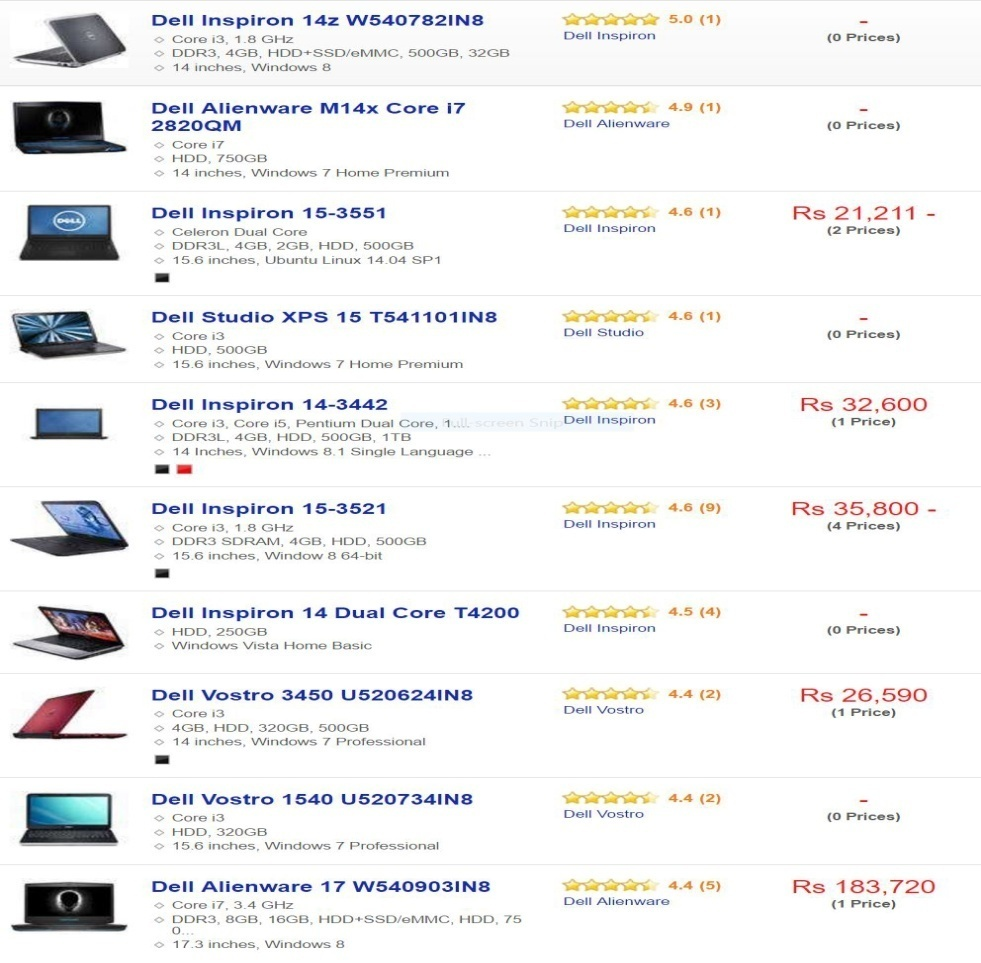 Dell Inspiron 14z W540782IN8
5.0 (1)
-
Core i3, 1.8 GHz
Dell Inspiron
(0 Prices)
DDR3, 4GB, HDD+SSD/eMMC, 500GB, 32GB
14 inches, Windows 8
Dell Alienware M14x Core i7
2820QM
4.9 (1)
-
Dell Alienware
(0 Prices)
Core i7
HDD, 750GB
14 inches, Windows 7 Home Premium
DELL
Dell Inspiron 15-3551
4.6 (1)
Rs 21,211 -
Celeron Dual Core
Dell Inspiron
(2 Prices)
DDR3L, 4GB, 2GB, HDD, 500GB
15.6 inches, Ubuntu Linux 14.04 SP1
Dell Studio XPS 15 T541101IN8
4.6 (1)
-
Core i3
Dell Studio
(0 Prices)
HDD, 500GB
15.6 inches, Windows 7 Home Premium
Dell Inspiron 14-3442
4.6 (3)
Rs 32,600
Core i3, Core i5, Pentium Dual Core, 1...
Dell Inspiron
(1 Price)
DDR3L, 4GB, HDD, 500GB, 1TB
14 Inches, Windows 8.1 Single Language ...
Dell Inspiron 15-3521
4.6 (9)
Rs 35,800 -
Core i3, 1.8 GHz
Dell Inspiron
(4 Prices)
DDR3 SDRAM, 4GB, HDD, 500GB
15.6 inches, Window 8 64-bit
Dell Inspiron 14 Dual Core T4200
4.5 (4)
-
HDD, 250GB
Dell Inspiron
(0 Prices)
Windows Vista Home Basic
Dell Vostro 3450 U520624IN8
4.4 (2)
Rs 26,590
Core i3
Dell Vostro
(1 Price)
4GB, HDD, 320GB, 500GB
14 inches, Windows 7 Professional
Dell Vostro 1540 U520734IN8
4.4 (2)
-
Core i3
Dell Vostro
(0 Prices)
HDD, 320GB
15.6 inches, Windows 7 Professional
Dell Alienware 17 W540903IN8
4.4 (5)
Rs 183,720
Core i7, 3.4 GHz
Dell Alienware
(1 Price)
DDR3, 8GB, 16GB, HDD+SSD/eMMC, HDD, 75
0...
17.3 inches, Windows 8